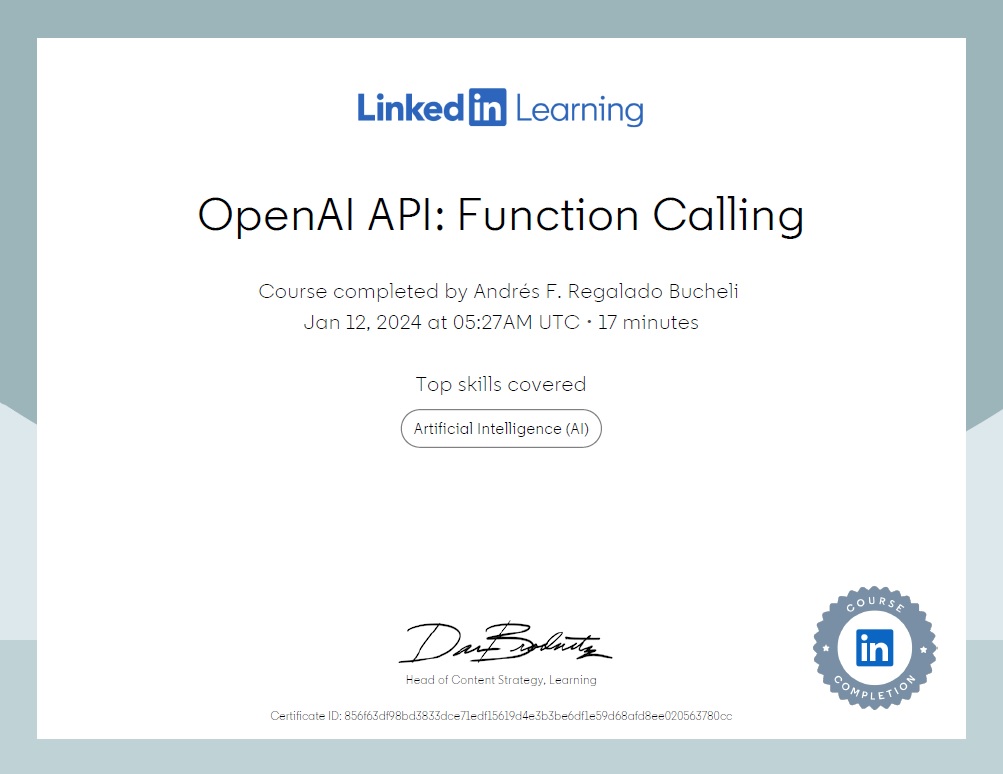 Linked in Learning
OpenAI API: Function Calling
Course completed by Andrés F. Regalado Bucheli
Jan 12, 2024 at 05:27AM UTC • 17 minutes
Top skills covered
Artificial Intelligence (AI)
Dan Brodnitz
Head of Content Strategy, Learning
COURSE
in
COMPLETION
Certificate ID: 856f63df98bd3833dce71edf15619d4e3b3be6df1e59d68afd8ee020563780cc